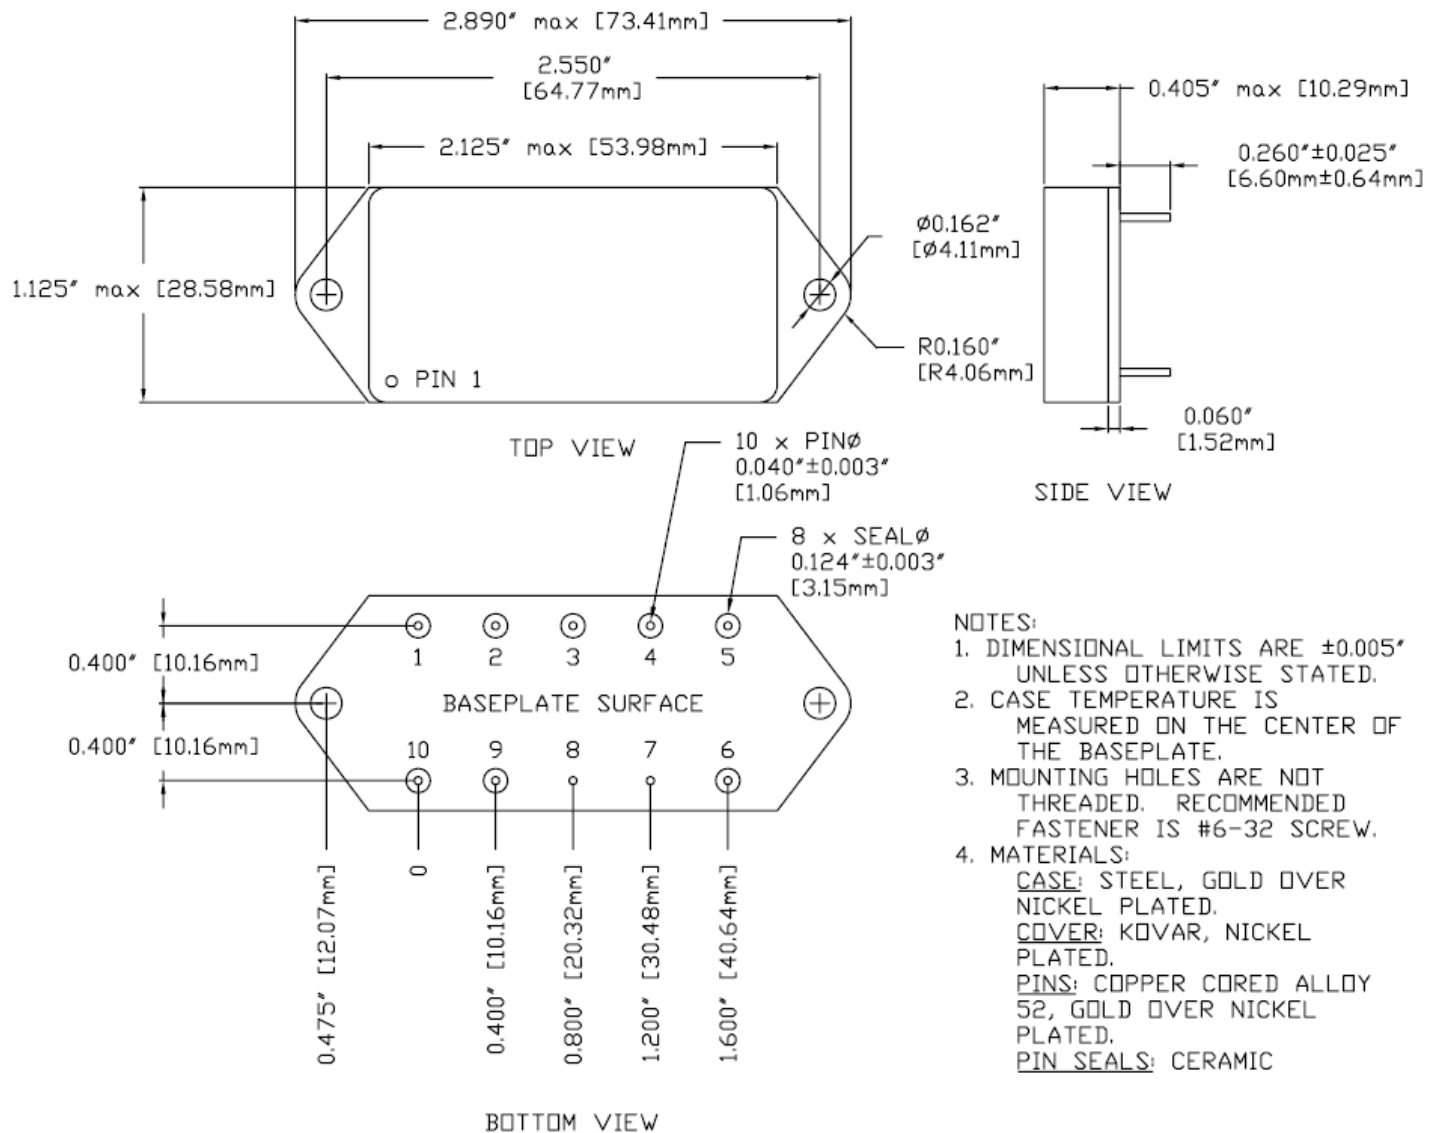 2.890″ max [73.41mm]
2.550″
[64.77mm]
2.125″ max [53.98mm]
1.125″ max [28.58mm]
Ø0.162″
[Ø4.11mm]
R0.160″
[R4.06mm]
PIN 1
TOP VIEW
0.405″ max [10.29mm]
0.260″±0.025″
[6.60mm±0.64mm]
0.060″
[1.52mm]
SIDE VIEW
10 x PINØ
0.040″±0.003″
[1.06mm]
8 x SEALØ
0.124″±0.003″
[3.15mm]
1 2 3 4 5
0.400″ [10.16mm]
BASEPLATE SURFACE
0.400″ [10.16mm]
10 9 8 7 6
0.475″ [12.07mm]
0
0.400″ [10.16mm]
0.800″ [20.32mm]
1.200″ [30.48mm]
1.600″ [40.64mm]
BOTTOM VIEW
NOTES:
1. DIMENSIONAL LIMITS ARE ±0.005″
UNLESS OTHERWISE STATED.
2. CASE TEMPERATURE IS
MEASURED ON THE CENTER OF
THE BASEPLATE.
3. MOUNTING HOLES ARE NOT
THREADED. RECOMMENDED
FASTENER IS #6-32 SCREW.
4. MATERIALS:
CASE: STEEL, GOLD OVER
NICKEL PLATED.
COVER: KOVAR, NICKEL
PLATED.
PINS: COPPER CORED ALLOY
52, GOLD OVER NICKEL
PLATED.
PIN SEALS: CERAMIC